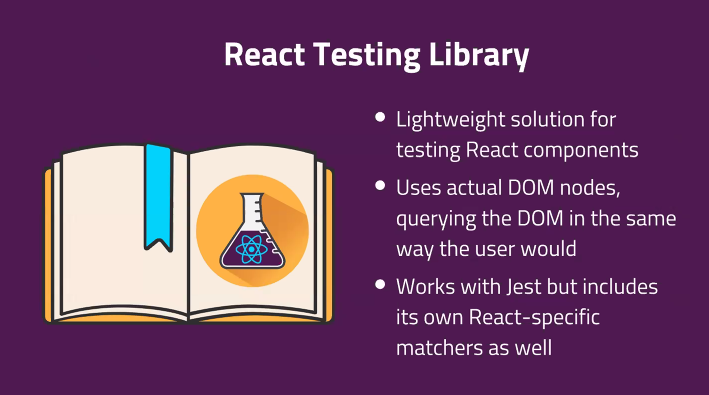 React Testing Library
Lightweight solution for
testing React components
Uses actual DOM nodes,
querying the DOM in the same
way the user would
Works with Jest but includes
its own React-specific
matchers as well